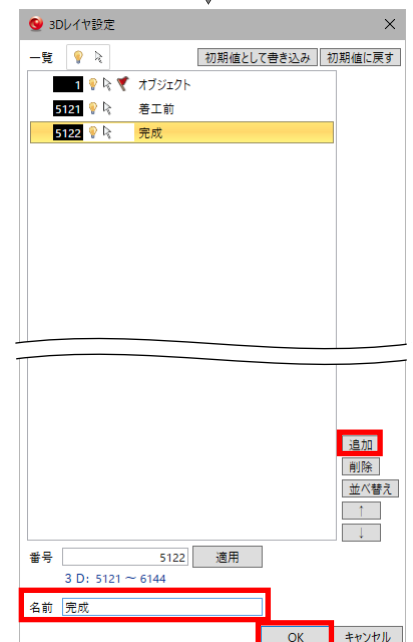 3Dレイヤ設定
一覧 初期値として書き込み 初期値に戻す
1 オブジェクト
5121 着工前
5122 完成
追加
削除
並べ替え
↑
↓
番号 5122 適用
3 D: 5121 ~ 6144
名前 完成
OK キャンセル